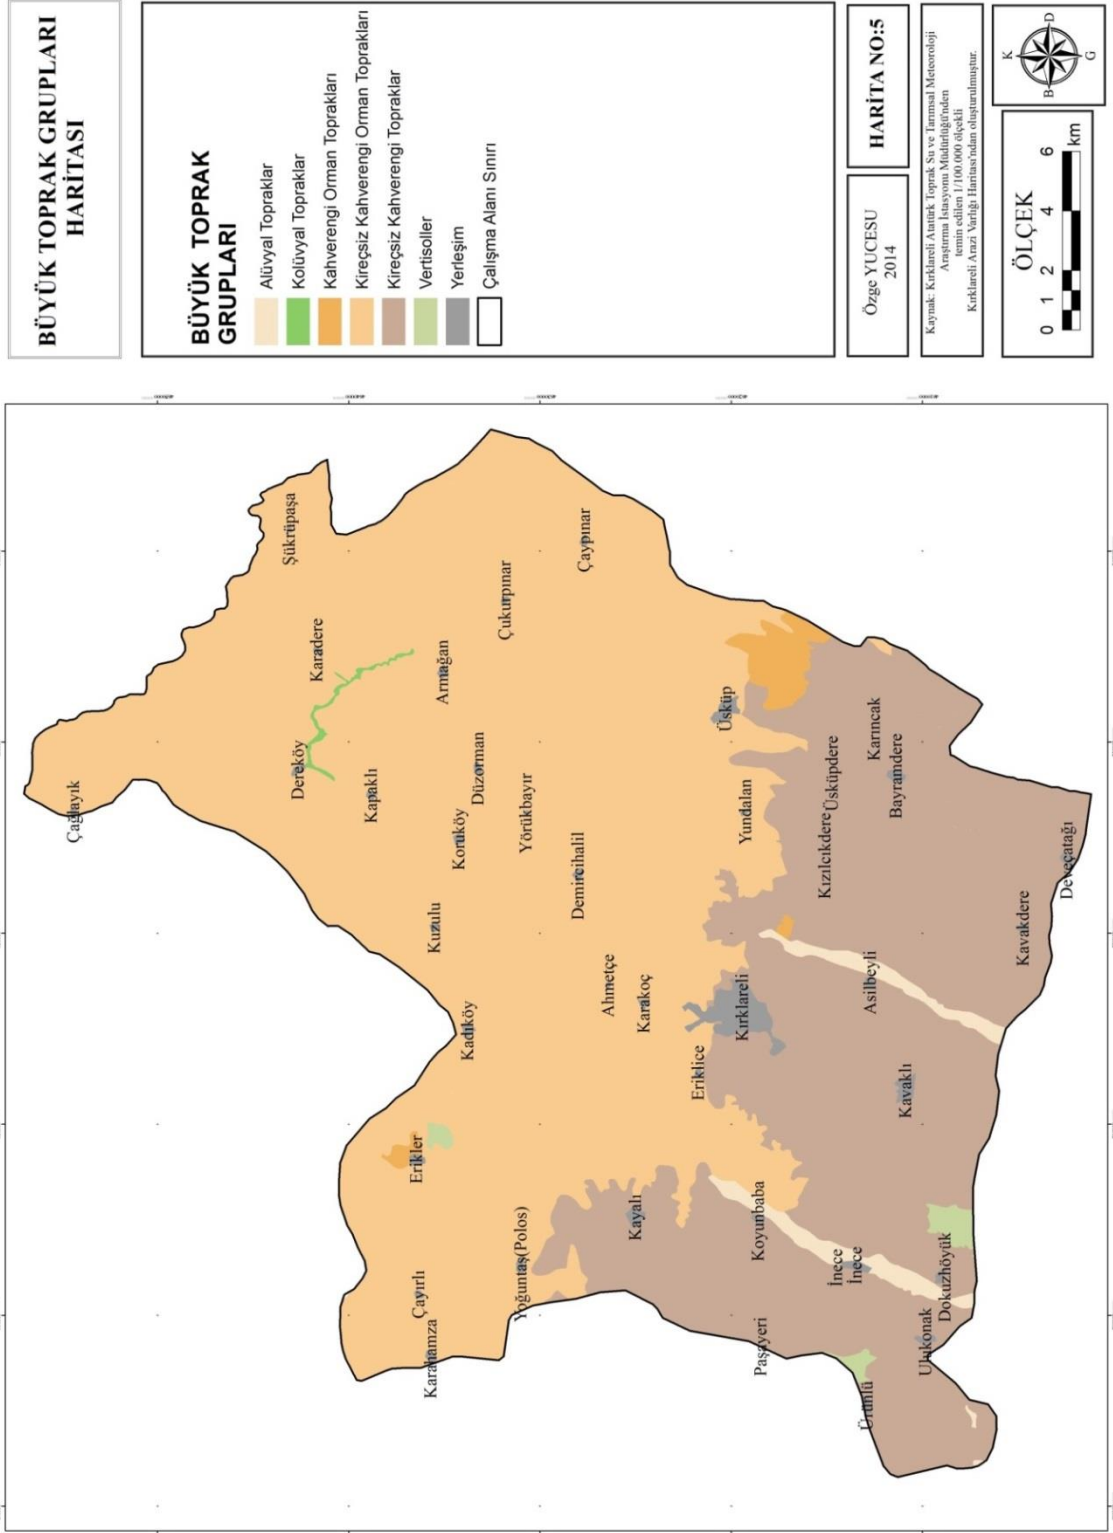 BÜYÜK TOPRAK GRUPLARI
HARİTASI
BÜYÜK TOPRAK
GRUPLARI
Alüvyal Topraklar
Kolüvyal Topraklar
Kahverengi Orman Toprakları
Kireçsiz Kahverengi Orman Toprakları
Kireçsiz Kahverengi Topraklar
Vertisoller
Yerleşim
Çalışma Alanı Sınırı
Özge YUCESU
2014
HARİTA NO:5
Kaynak: Kırklareli Atatürk Toprak Su ve Tarımsal Meteoroloji
Araştırma İstasyonu Müdürlüğü'nden
temin edilen 1/100.000 ölçekli
Kırklareli Arazi Varlığı Haritası'ndan oluşturulmuştur.
ÖLÇEK
0 1 2 4 6
km
K
B
D
G
Çağlayık
Şükrüpaşa
Karadere
Dereköy
Kapaklı
Armağan
Çukurpınar
Çaypınar
Düzorman
Koruköy
Yörükbayır
Kuzulu
Demircihalil
Kadıköy
Ahmetçe
Karakoç
Erikler
Çayırlı
Karahamza
Yoğuntaş(Polos)
Kayalı
Eriklice
Kırklareli
Üsküp
Yundalan
Kızılcıkdere
Üsküpdere
Karıncak
Bayramdere
Asilbeyli
Kavaklı
Kavakdere
Deveçatağı
Koyunbaba
İnece
İnece
Dokuzhöyük
Paşayeri
Ürünlü
Ulukonak